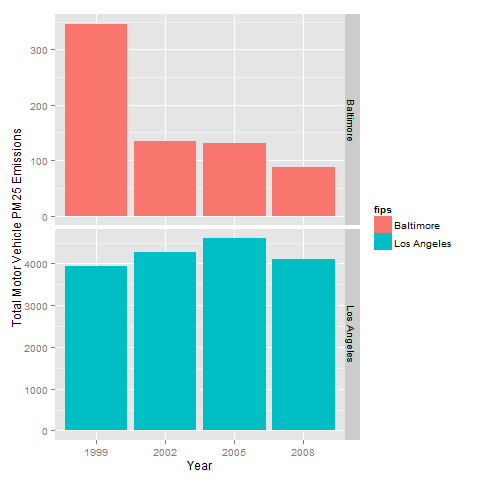 Total Motor Vehicle PM25 Emissions
300
200
100
0
Baltimore
4000
3000
2000
1000
0
Los Angeles
1999
2002
2005
2008
Year
fips
Baltimore
Los Angeles